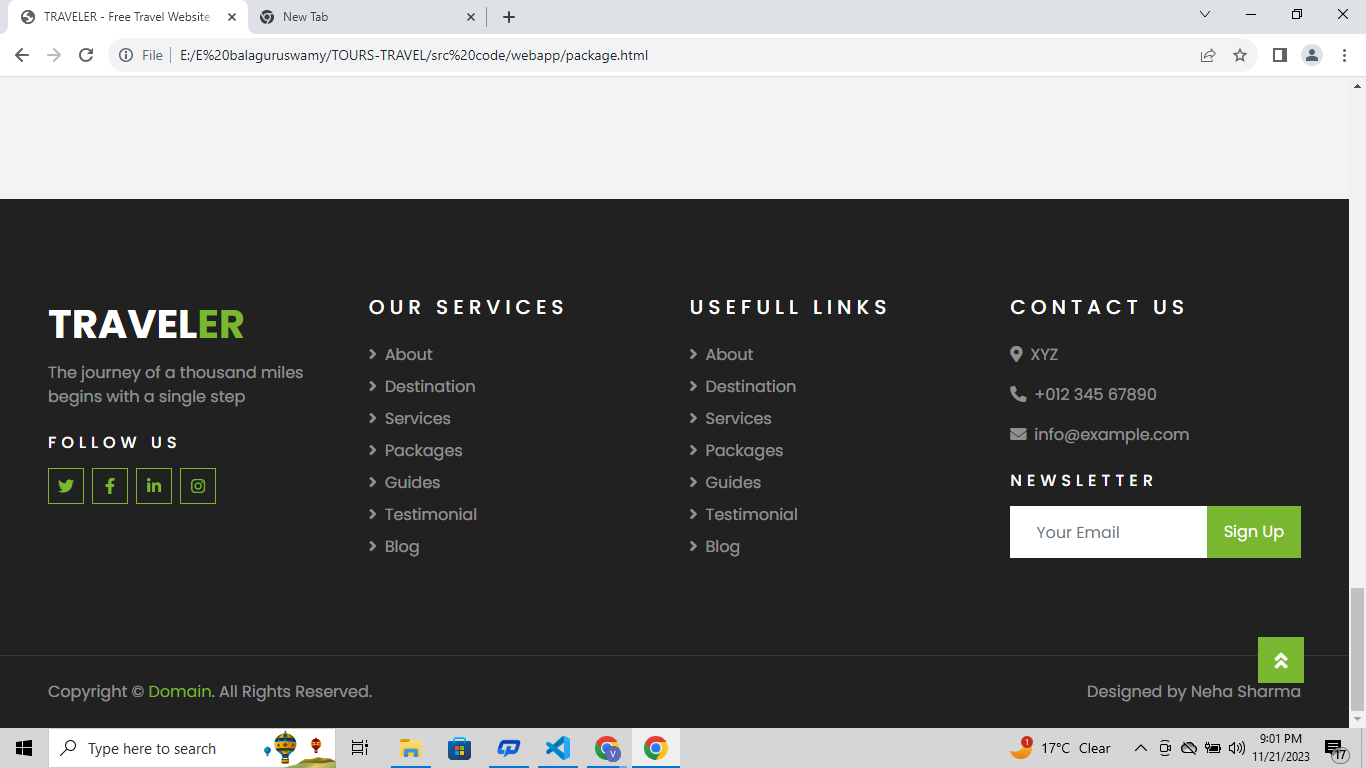 TRAVELER - Free Travel Website
New Tab
File
E:/E%20balaguruswamy/TOURS-TRAVEL/src%20code/webapp/package.html
TRAVELER
The journey of a thousand miles
begins with a single step
FOLLOW US
OUR SERVICES
About
Destination
Services
Packages
Guides
Testimonial
Blog
USEFULL LINKS
About
Destination
Services
Packages
Guides
Testimonial
Blog
CONTACT US
XYZ
+012 345 67890
info@example.com
NEWSLETTER
Your Email
Sign Up
Copyright © Domain. All Rights Reserved.
Designed by Neha Sharma
Type here to search
V
1
17°C Clear
9:01 PM
11/21/2023
17